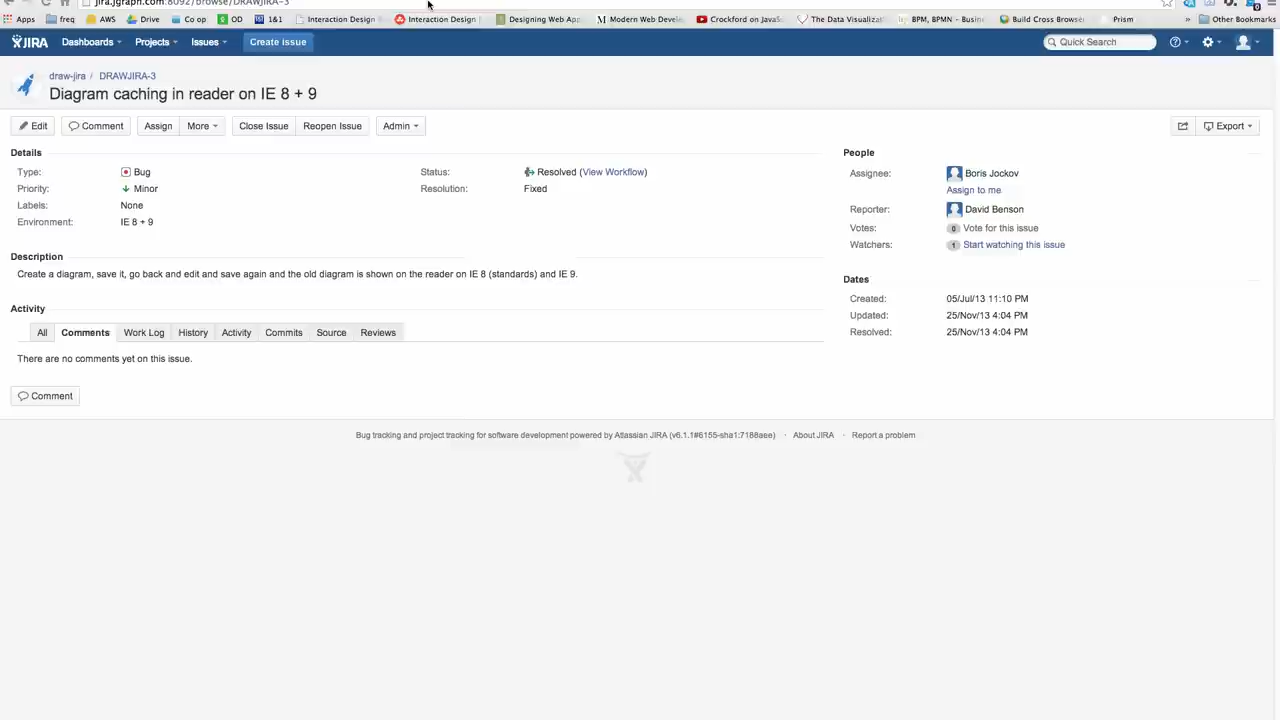 jira.jgraph.com:8092/browse/DRAWJIRA-3
Apps freq AWS Drive Co op OD 1&1 Interaction Design Interaction Design Designing Web App Modern Web Deve Crockford on JavaS The Data Visualizat BPM, BPMN - Busin Build Cross Browse Prism » Other Bookmarks
JIRA Dashboards Projects Issues Create issue Quick Search
draw-jira / DRAWJIRA-3
Diagram caching in reader on IE 8 + 9
Edit Comment Assign More Close Issue Reopen Issue Admin Export
Details
Type: Bug
Status: Resolved (View Workflow)
Priority: Minor
Resolution: Fixed
Labels: None
Environment: IE 8 + 9
Description
Create a diagram, save it, go back and edit and save again and the old diagram is shown on the reader on IE 8 (standards) and IE 9.
Activity
All Comments Work Log History Activity Commits Source Reviews
There are no comments yet on this issue.
Comment
People
Assignee: Boris Jockov
Assign to me
Reporter: David Benson
Votes: 0 Vote for this issue
Watchers: 1 Start watching this issue
Dates
Created: 05/Jul/13 11:10 PM
Updated: 25/Nov/13 4:04 PM
Resolved: 25/Nov/13 4:04 PM
Bug tracking and project tracking for software development powered by Atlassian JIRA (v6.1.1#6155-sha1:7188aee) · About JIRA · Report a problem